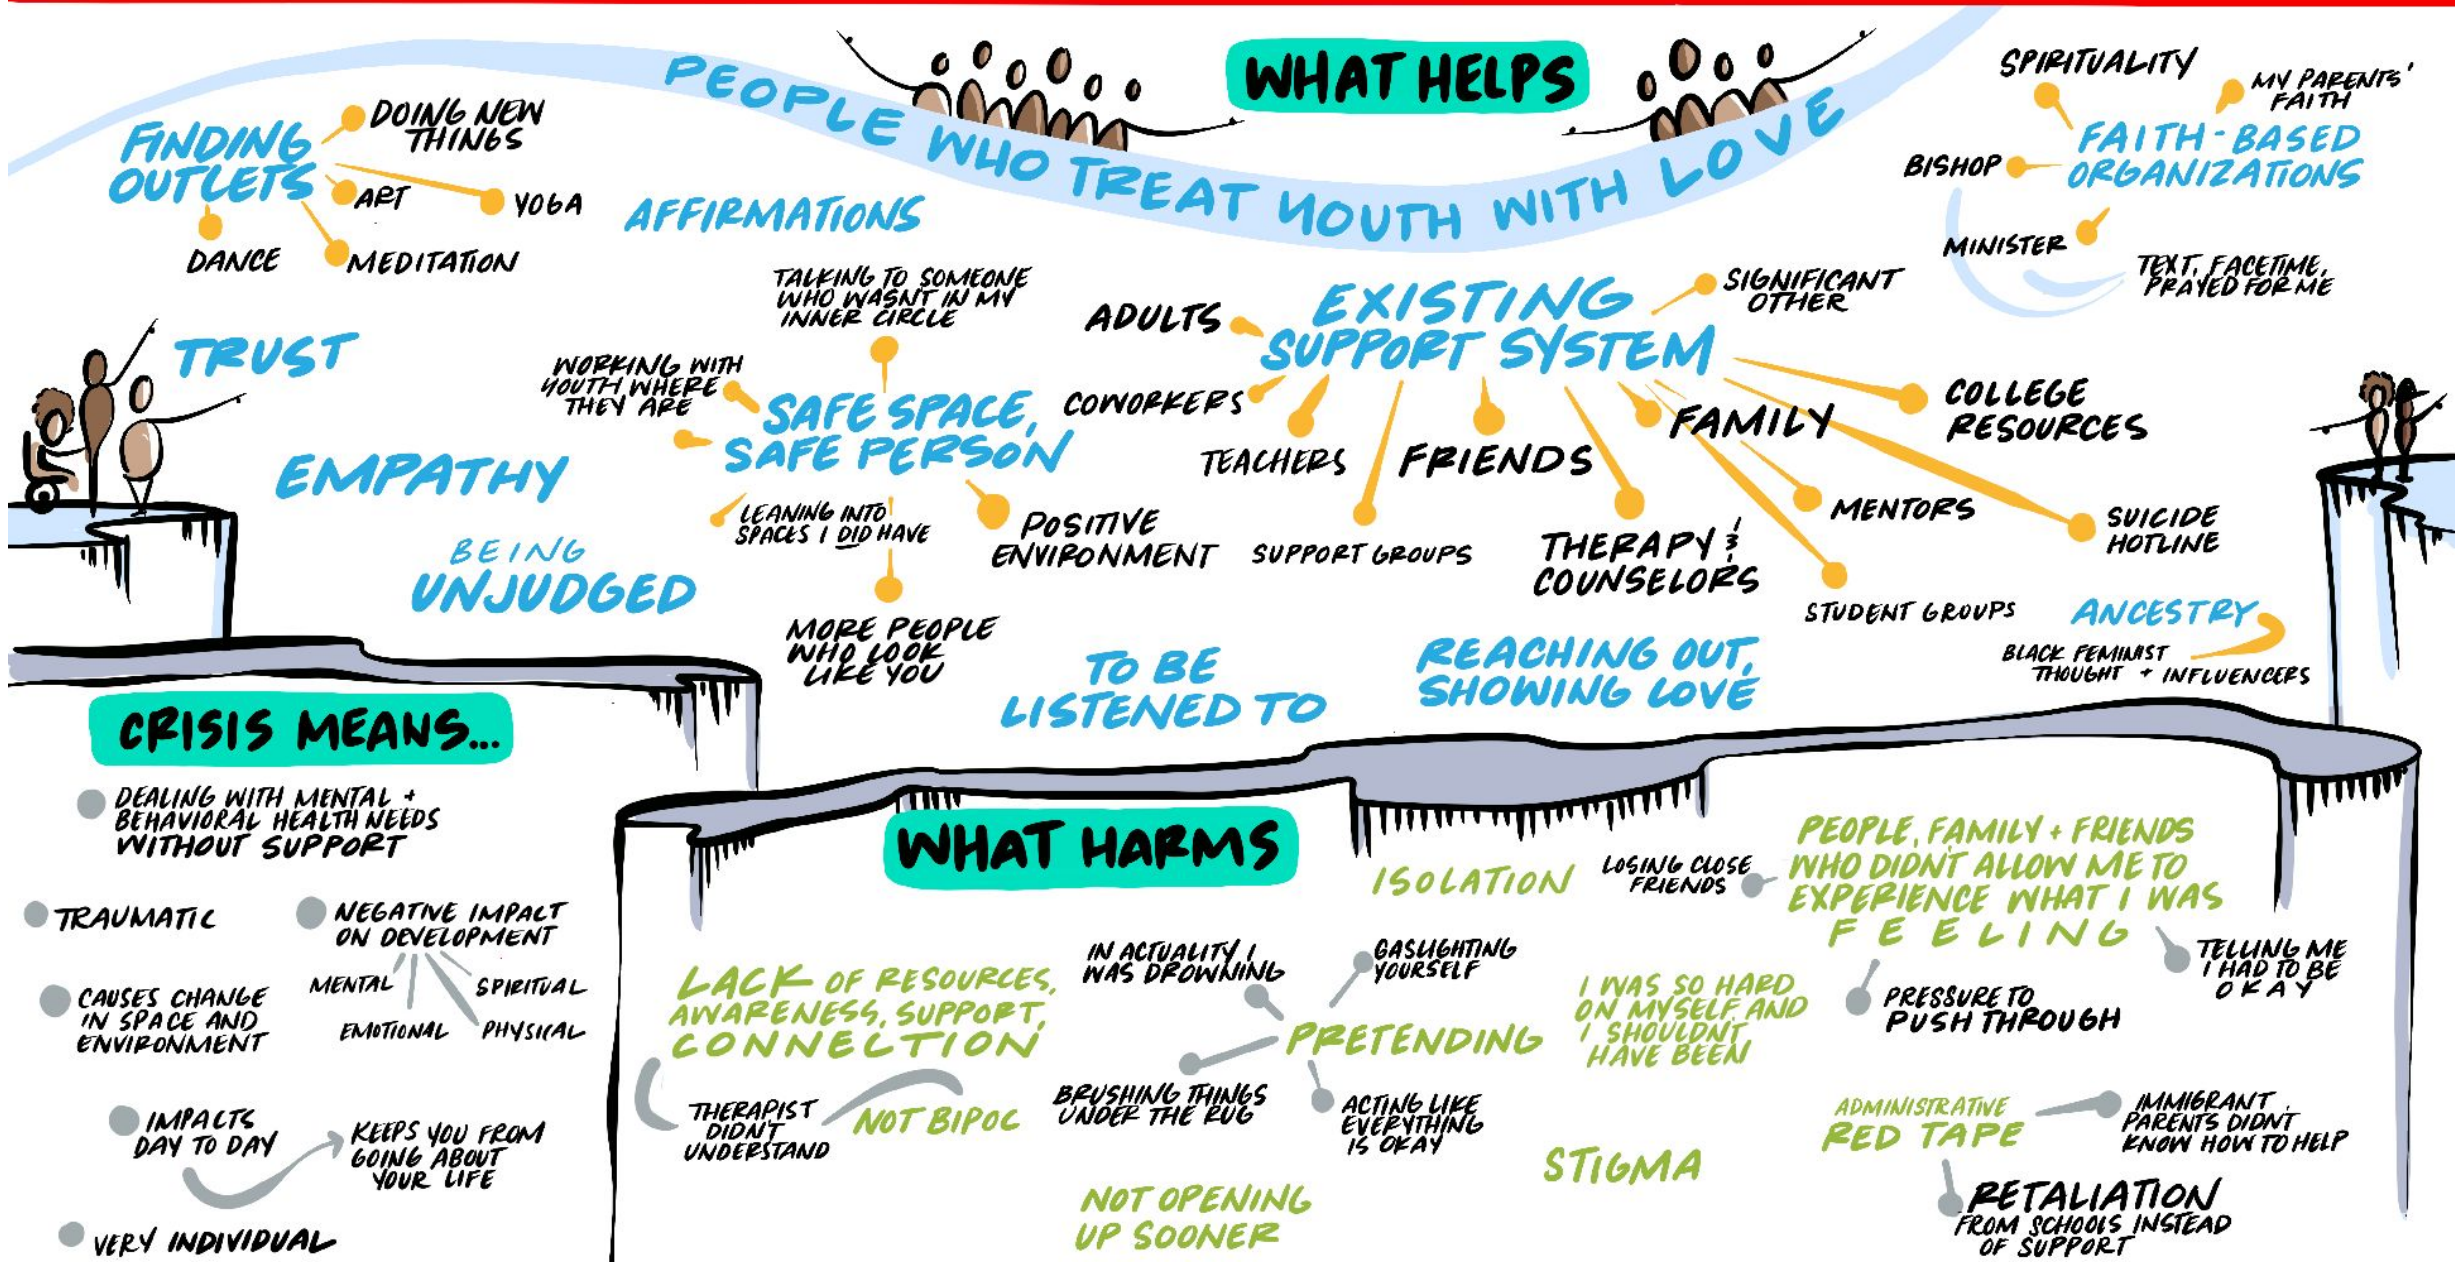 WHAT HELPS
PEOPLE WHO TREAT YOUTH WITH LOVE
FINDING
OUTLETS
DOING NEW
THINGS
ART
YOGA
DANCE
MEDITATION
AFFIRMATIONS
TRUST
EMPATHY
BEING
UNJUDGED
TALKING TO SOMEONE
WHO WASN'T IN MY
INNER CIRCLE
WORKING WITH
YOUTH WHERE
THEY ARE
SAFE SPACE,
SAFE PERSON
LEANING INTO
SPACES I DID HAVE
POSITIVE
ENVIRONMENT
MORE PEOPLE
WHO LOOK
LIKE YOU
EXISTING
SUPPORT SYSTEM
ADULTS
COWORKERS
TEACHERS
SUPPORT GROUPS
FRIENDS
THERAPY &
COUNSELORS
FAMILY
MENTORS
STUDENT GROUPS
SIGNIFICANT
OTHER
COLLEGE
RESOURCES
SUICIDE
HOTLINE
SPIRITUALITY
MY PARENTS'
FAITH
FAITH-BASED
ORGANIZATIONS
BISHOP
MINISTER
TEXT, FACETIME,
PRAYED FOR ME
ANCESTRY
BLACK FEMINIST
THOUGHT + INFLUENCERS
TO BE
LISTENED TO
REACHING OUT,
SHOWING LOVE
CRISIS MEANS...
DEALING WITH MENTAL +
BEHAVIORAL HEALTH NEEDS
WITHOUT SUPPORT
TRAUMATIC
NEGATIVE IMPACT
ON DEVELOPMENT
MENTAL
EMOTIONAL
SPIRITUAL
PHYSICAL
CAUSES CHANGE
IN SPACE AND
ENVIRONMENT
IMPACTS
DAY TO DAY
KEEPS YOU FROM
GOING ABOUT
YOUR LIFE
VERY INDIVIDUAL
WHAT HARMS
LACK OF RESOURCES,
AWARENESS, SUPPORT,
CONNECTION
THERAPIST
DIDN'T
UNDERSTAND
NOT BIPOC
IN ACTUALITY I
WAS DROWNING
GASLIGHTING
YOURSELF
PRETENDING
BRUSHING THINGS
UNDER THE RUG
ACTING LIKE
EVERYTHING
IS OKAY
NOT OPENING
UP SOONER
ISOLATION
LOSING CLOSE
FRIENDS
I WAS SO HARD
ON MYSELF AND
I SHOULDN'T
HAVE BEEN
STIGMA
PEOPLE, FAMILY + FRIENDS
WHO DIDN'T ALLOW ME TO
EXPERIENCE WHAT I WAS
FEELING
PRESSURE TO
PUSH THROUGH
TELLING ME
I HAD TO BE
OKAY
ADMINISTRATIVE
RED TAPE
IMMIGRANT
PARENTS DIDN'T
KNOW HOW TO HELP
RETALIATION
FROM SCHOOLS INSTEAD
OF SUPPORT